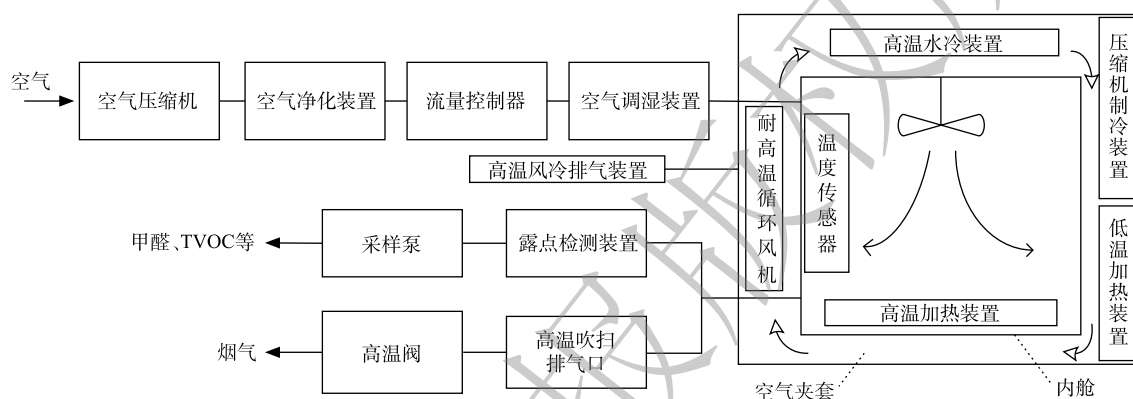 空气
空气压缩机
空气净化装置
流量控制器
空气调湿装置
高温风冷排气装置
甲醛、TVOC等
采样泵
露点检测装置
烟气
高温阀
高温吹扫
排气口
高温水冷装置
压缩机制冷装置
耐高温循环风机
温度传感器
低温加热装置
高温加热装置
空气夹套
内舱
报版权